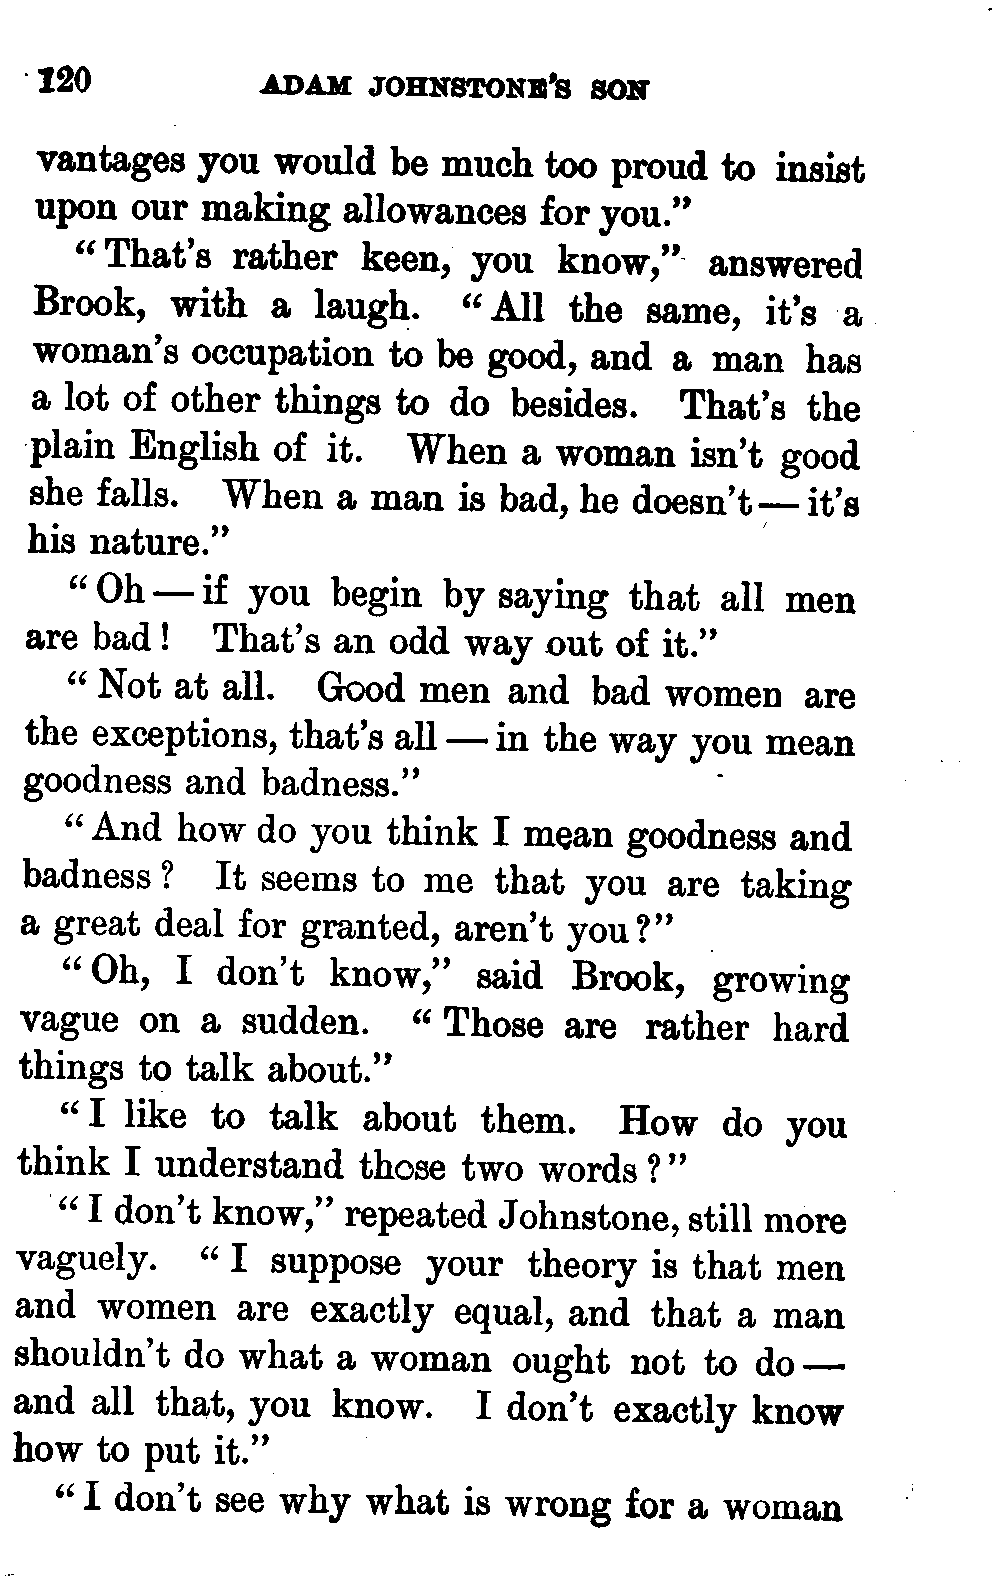 120 ADAM JOHNSTONE'S SON
vantages you would be much too proud to insist
upon our making allowances for you."
"That's rather keen, you know," answered
Brook, with a laugh. "All the same, it's a
woman's occupation to be good, and a man has
a lot of other things to do besides. That's the
plain English of it. When a woman isn't good
she falls. When a man is bad, he doesn't — it's
his nature."
"Oh — if you begin by saying that all men
are bad! That's an odd way out of it."
"Not at all. Good men and bad women are
the exceptions, that's all — in the way you mean
goodness and badness."
"And how do you think I mean goodness and
badness? It seems to me that you are taking
a great deal for granted, aren't you?"
"Oh, I don't know," said Brook, growing
vague on a sudden. "Those are rather hard
things to talk about."
"I like to talk about them. How do you
think I understand those two words?"
"I don't know," repeated Johnstone, still more
vaguely. "I suppose your theory is that men
and women are exactly equal, and that a man
shouldn't do what a woman ought not to do —
and all that, you know. I don't exactly know
how to put it."
"I don't see why what is wrong for a woman